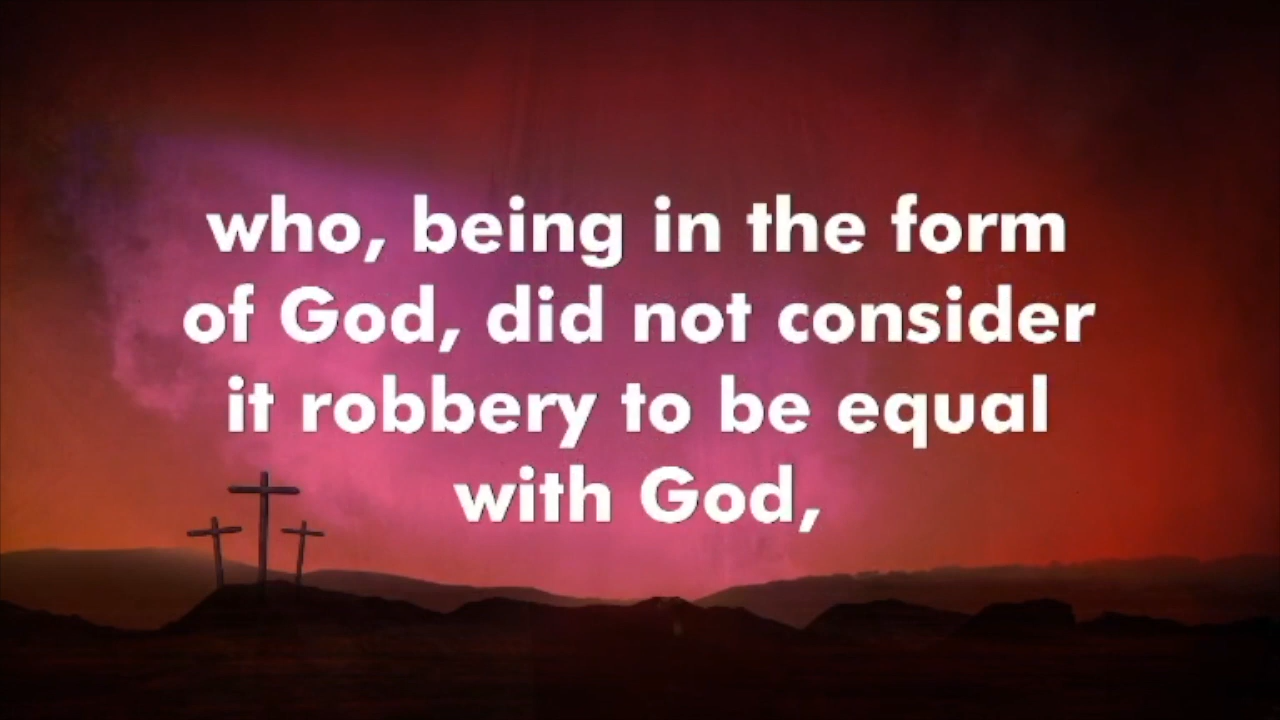 who, being in the form
of God, did not consider
it robbery to be equal
with God,